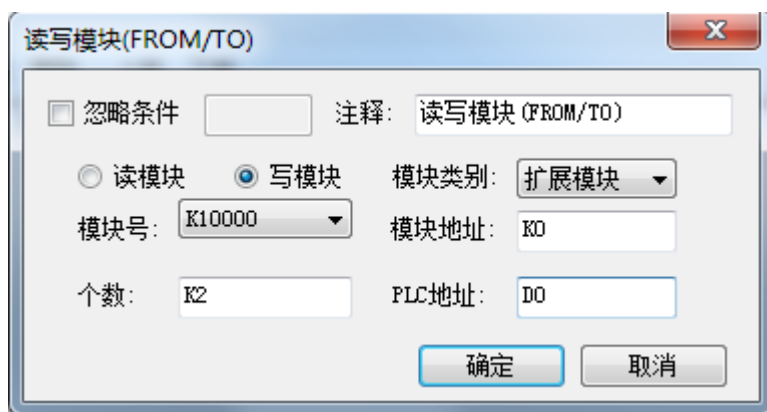 读写模块(FROM/TO)
忽略条件 注释: 读写模块(FROM/TO)
读模块 写模块 模块类别: 扩展模块
模块号: K10000 模块地址: K0
个数: K2 PLC地址: D0
确定 取消